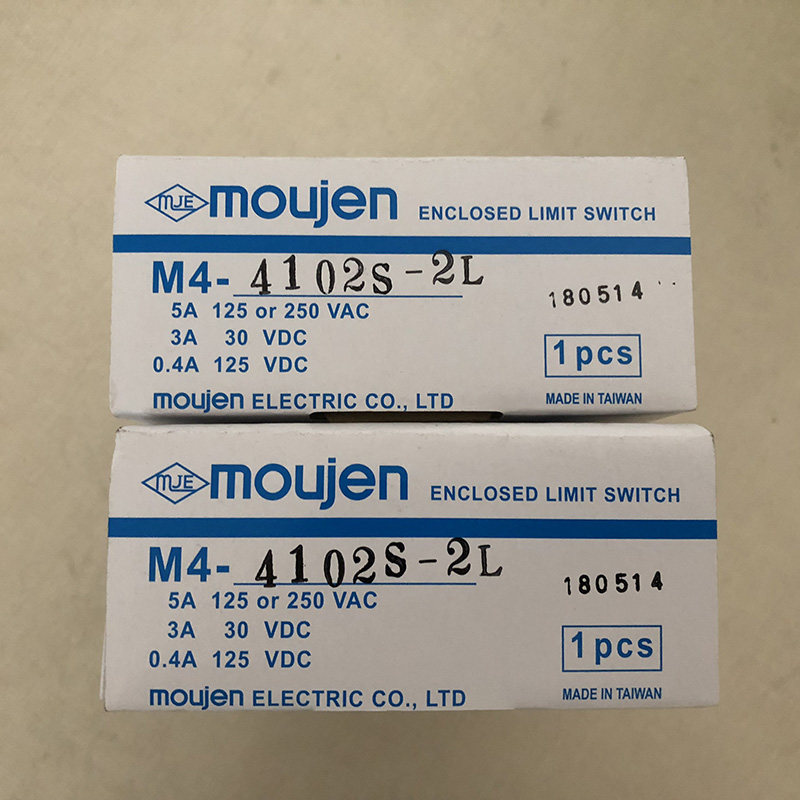 MJE moujen ENCLOSED LIMIT SWITCH
M4-4102S-2L
180514
5A 125 or 250 VAC
3A 30 VDC
0.4A 125 VDC
1pcs
moujen ELECTRIC CO., LTD
MADE IN TAIWAN
MJE moujen ENCLOSED LIMIT SWITCH
M4-4102S-2L
180514
5A 125 or 250 VAC
3A 30 VDC
0.4A 125 VDC
1pcs
moujen ELECTRIC CO., LTD
MADE IN TAIWAN